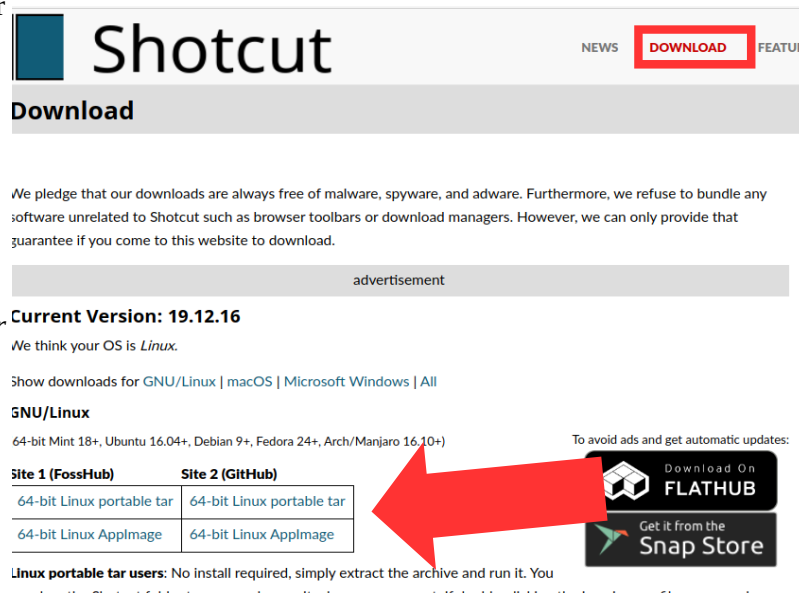 Shotcut
NEWS DOWNLOAD
Download
We pledge that our downloads are always free of malware, spyware, and adware. Furthermore, we refuse to bundle any
software unrelated to Shotcut such as browser toolbars or download managers. However, we can only provide that
guarantee if you come to this website to download.
advertisement
Current Version: 19.12.16
We think your OS is Linux.
Show downloads for GNU/Linux | macOS | Microsoft Windows | All
GNU/Linux
(64-bit Mint 18+, Ubuntu 16.04+, Debian 9+, Fedora 24+, Arch/Manjaro 16.10+)
To avoid ads and get automatic updates:
Site 1 (FossHub) Site 2 (GitHub)
64-bit Linux portable tar 64-bit Linux portable tar
64-bit Linux AppImage 64-bit Linux AppImage
Download On
FLATHUB
Get it from the
Snap Store
Linux portable tar users: No install required, simply extract the archive and run it. You